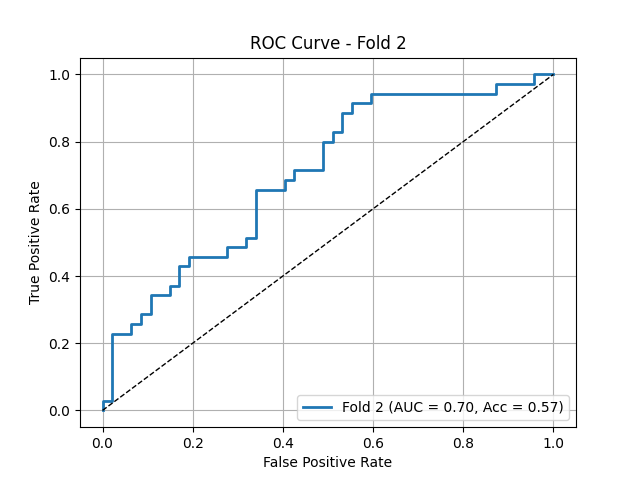 ROC Curve - Fold 2
True Positive Rate
1.0
0.8
0.6
0.4
0.2
0.0
Fold 2 (AUC = 0.70, Acc = 0.57)
0.0 0.2 0.4 0.6 0.8 1.0
False Positive Rate